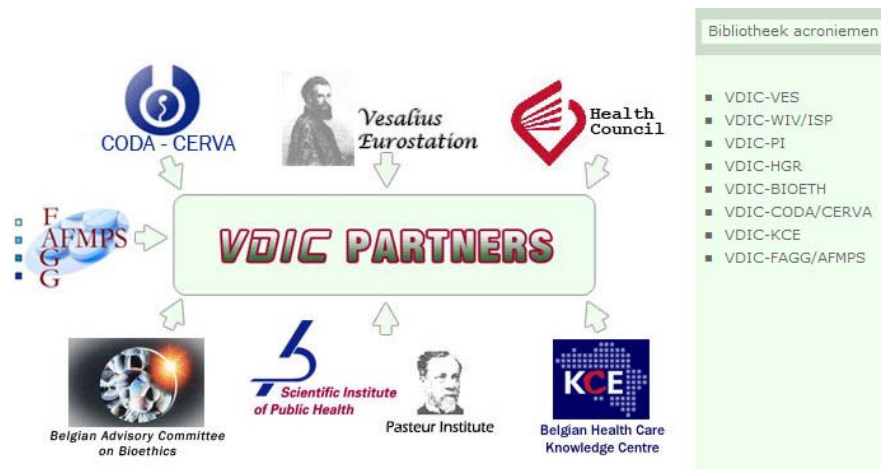 CODA - CERVA
Vesalius
Eurostation
Health
Council
F
AFMPS
G
G
VDIC PARTNERS
Belgian Advisory Committee
on Bioethics
Scientific Institute
of Public Health
Pasteur Institute
KCE
Belgian Health Care
Knowledge Centre
Bibliotheek acroniemen
VDIC-VES
VDIC-WIV/ISP
VDIC-PI
VDIC-HGR
VDIC-BIOETH
VDIC-CODA/CERVA
VDIC-KCE
VDIC-FAGG/AFMPS